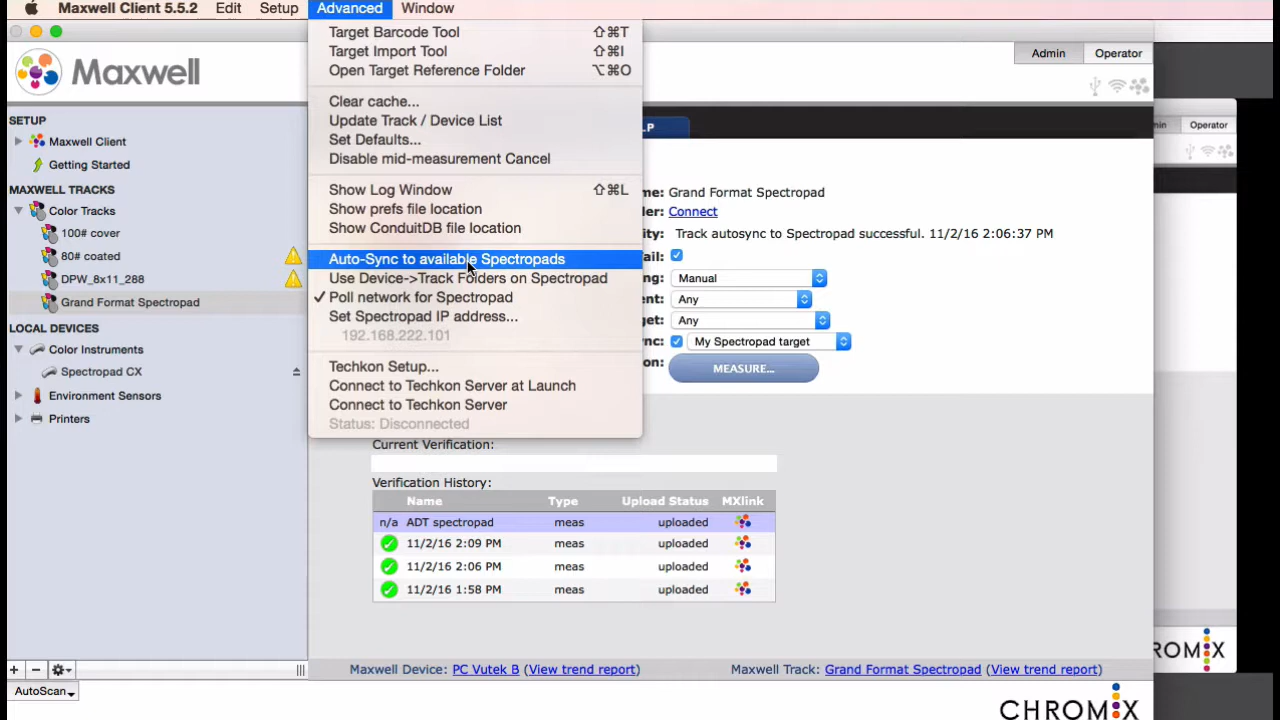 Maxwell Client 5.5.2 Edit Setup Advanced Window
Target Barcode Tool ⇧⌘T
Target Import Tool ⇧⌘I
Open Target Reference Folder ⌥⌘O
Clear cache...
Update Track / Device List
Set Defaults...
Disable mid-measurement Cancel
Show Log Window ⇧⌘L
Show prefs file location
Show ConduitDB file location
Auto-Sync to available Spectropads
Use Device->Track Folders on Spectropad
✓ Poll network for Spectropad
Set Spectropad IP address...
192.168.222.101
Techkon Setup...
Connect to Techkon Server at Launch
Connect to Techkon Server
Status: Disconnected
Maxwell
Admin Operator
SETUP
Maxwell Client
Getting Started
MAXWELL TRACKS
Color Tracks
100# cover
80# coated
DPW_8x11_288
Grand Format Spectropad
LOCAL DEVICES
Color Instruments
Spectropad CX
Environment Sensors
Printers
AutoScan
LP
me: Grand Format Spectropad
ler: Connect
ity: Track autosync to Spectropad successful. 11/2/16 2:06:37 PM
ail:
ng: Manual
ent: Any
get: Any
nc: My Spectropad target
on: MEASURE...
Current Verification:
Verification History:
Name Type Upload Status MXlink
n/a ADT spectropad meas uploaded
11/2/16 2:09 PM meas uploaded
11/2/16 2:06 PM meas uploaded
11/2/16 1:58 PM meas uploaded
Maxwell Device: PC Vutek B (View trend report) Maxwell Track: Grand Format Spectropad (View trend report)
CHROMIX
min Operator
ROMIX